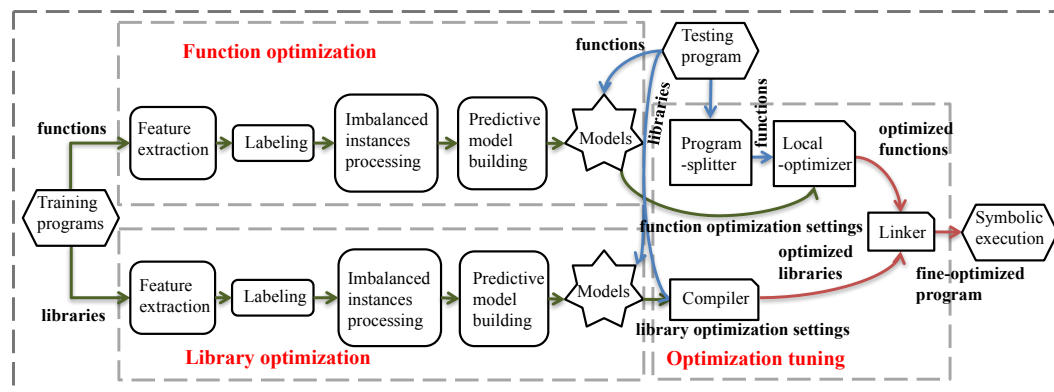 Function optimization
functions
Testing
program
functions
Feature
extraction
Labeling
Imbalanced
instances
processing
Predictive
model
building
Models
libraries
Program
-splitter
functions
Local
-optimizer
optimized
functions
Training
programs
function optimization settings
Linker
Symbolic
execution
optimized
libraries
fine-optimized
program
libraries
Feature
extraction
Labeling
Imbalanced
instances
processing
Predictive
model
building
Models
Compiler
library optimization settings
Library optimization
Optimization tuning